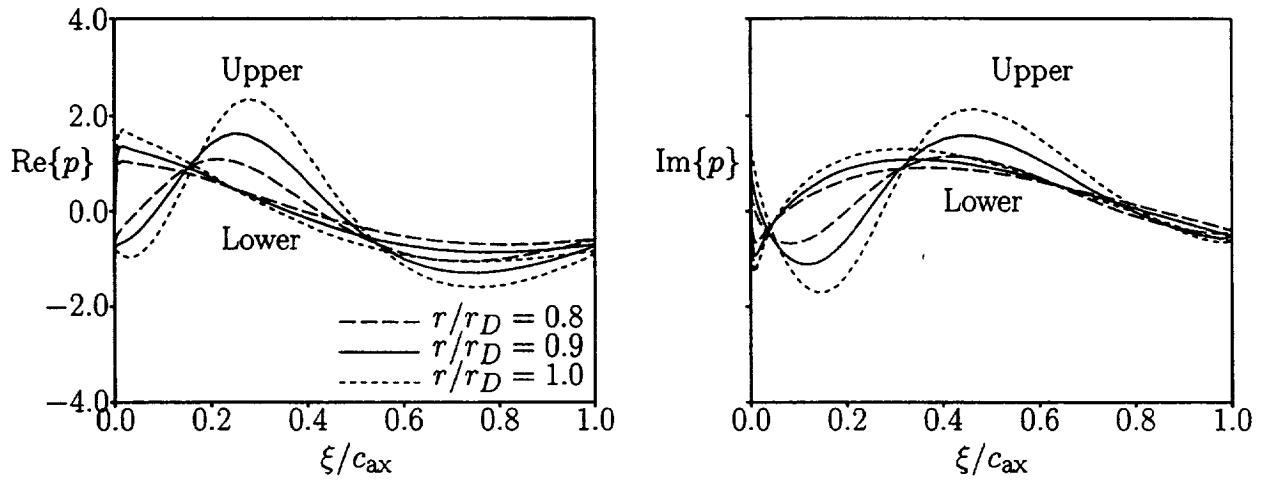 4.0
2.0
0.0
−2.0
−4.0
Re{p}
Upper
Lower
r/r_D = 0.8
r/r_D = 0.9
r/r_D = 1.0
0.0 0.2 0.4 0.6 0.8 1.0
ξ/c_ax
Im{p}
Upper
Lower
0.0 0.2 0.4 0.6 0.8 1.0
ξ/c_ax